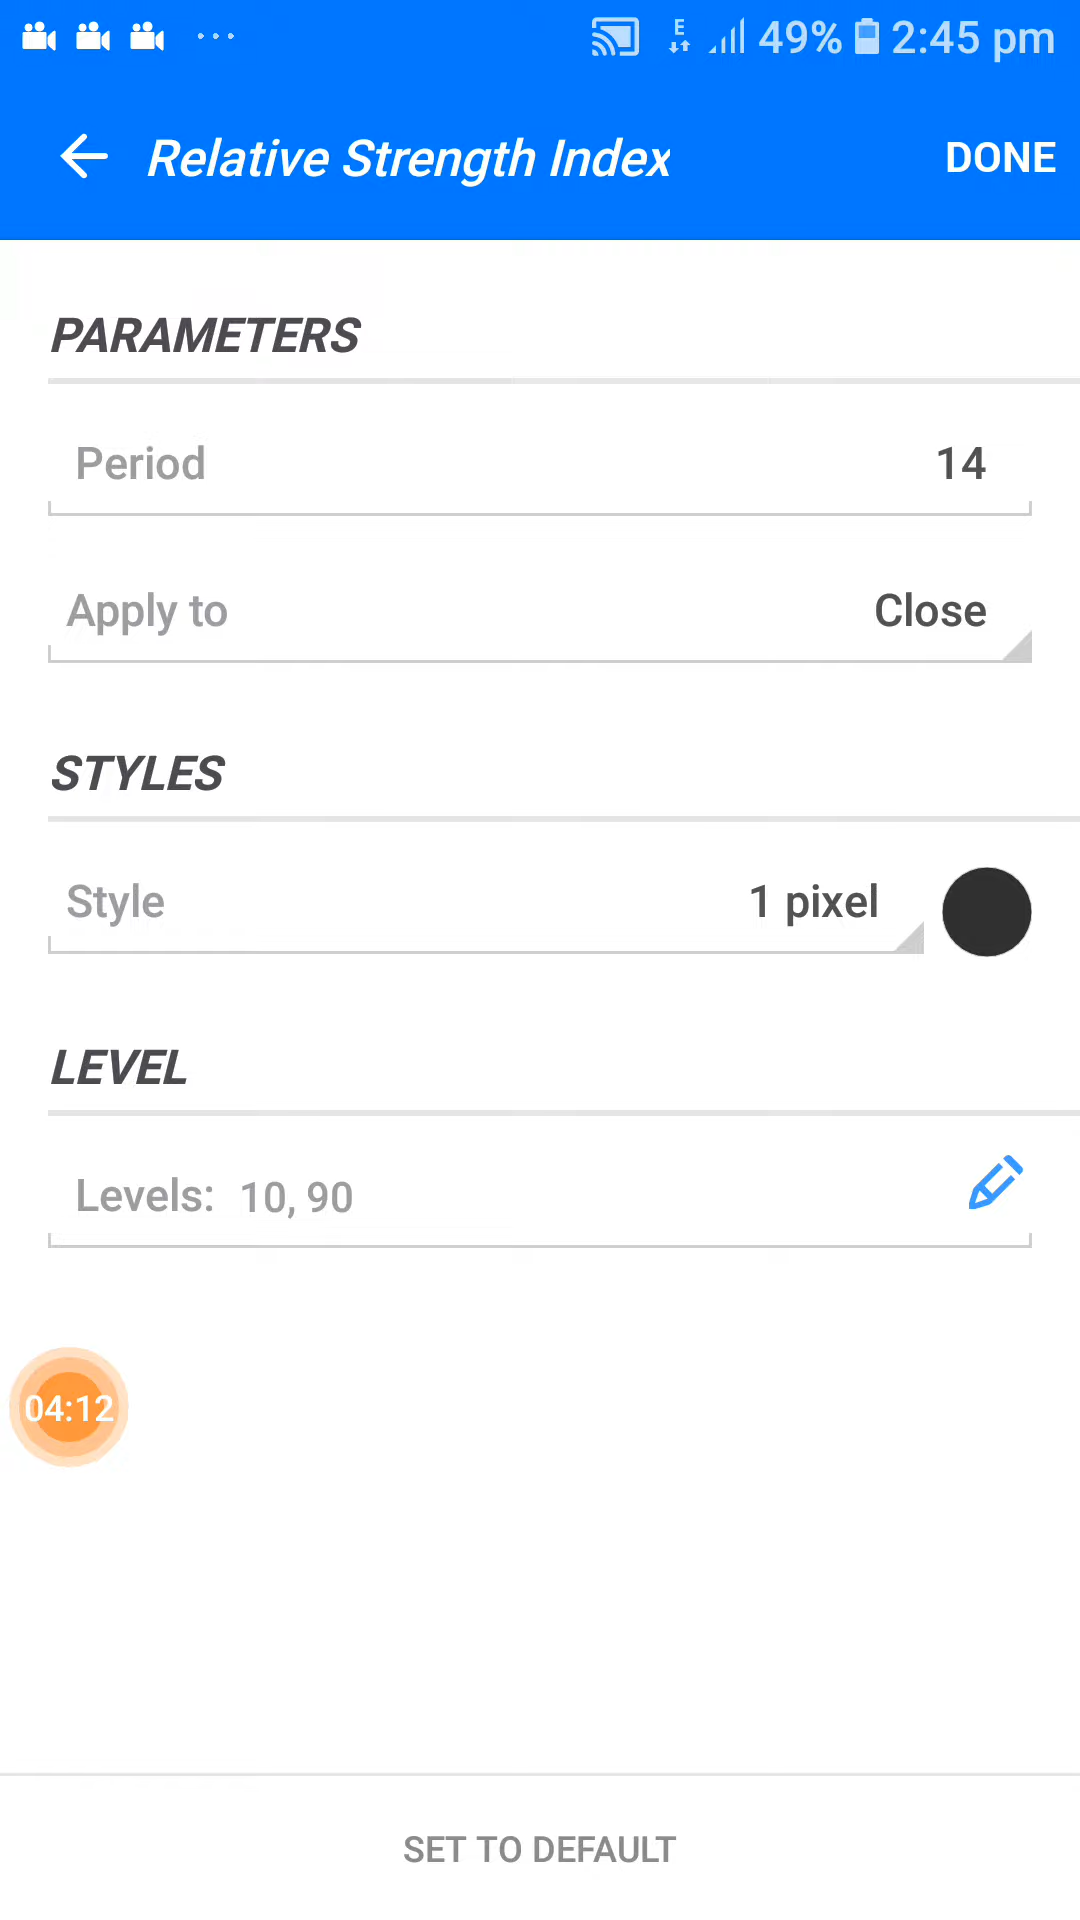 E 49% 2:45 pm
Relative Strength Index DONE
PARAMETERS
Period 14
Apply to Close
STYLES
Style 1 pixel
LEVEL
Levels: 10, 90
04:12
SET TO DEFAULT